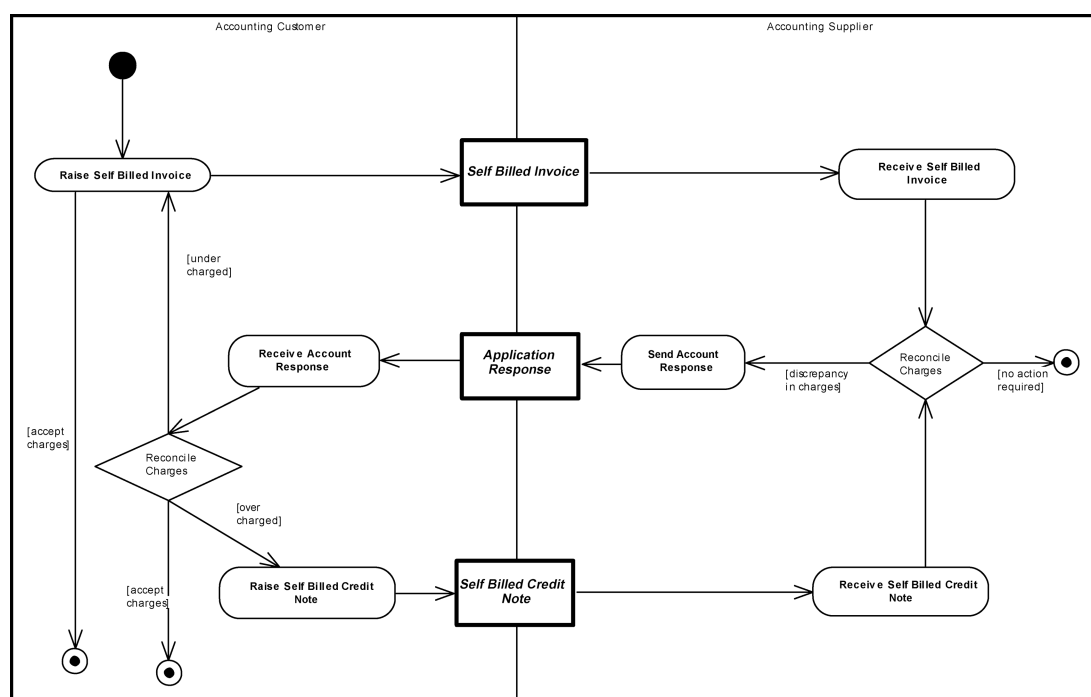 Accounting Customer
Accounting Supplier
Raise Self Billed Invoice
Self Billed Invoice
Receive Self Billed
Invoice
[under
charged]
Receive Account
Response
Application
Response
Send Account
Response
Reconcile
Charges
[discrepancy
in charges]
[no action
required]
[accept
charges]
Reconcile
Charges
[over
charged]
[accept
charges]
Raise Self Billed Credit
Note
Self Billed Credit
Note
Receive Self Billed Credit
Note